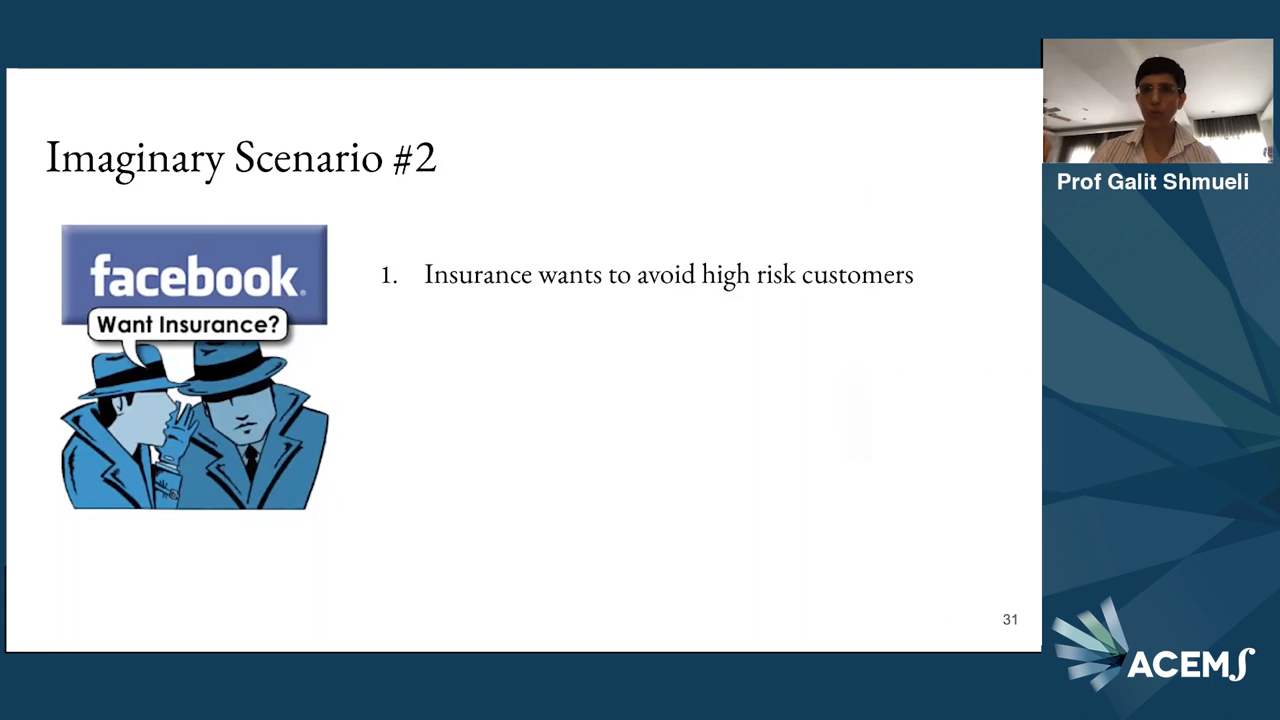 Imaginary Scenario #2
facebook.
Want Insurance?
1. Insurance wants to avoid high risk customers
31
Prof Galit Shmueli
ACEMS